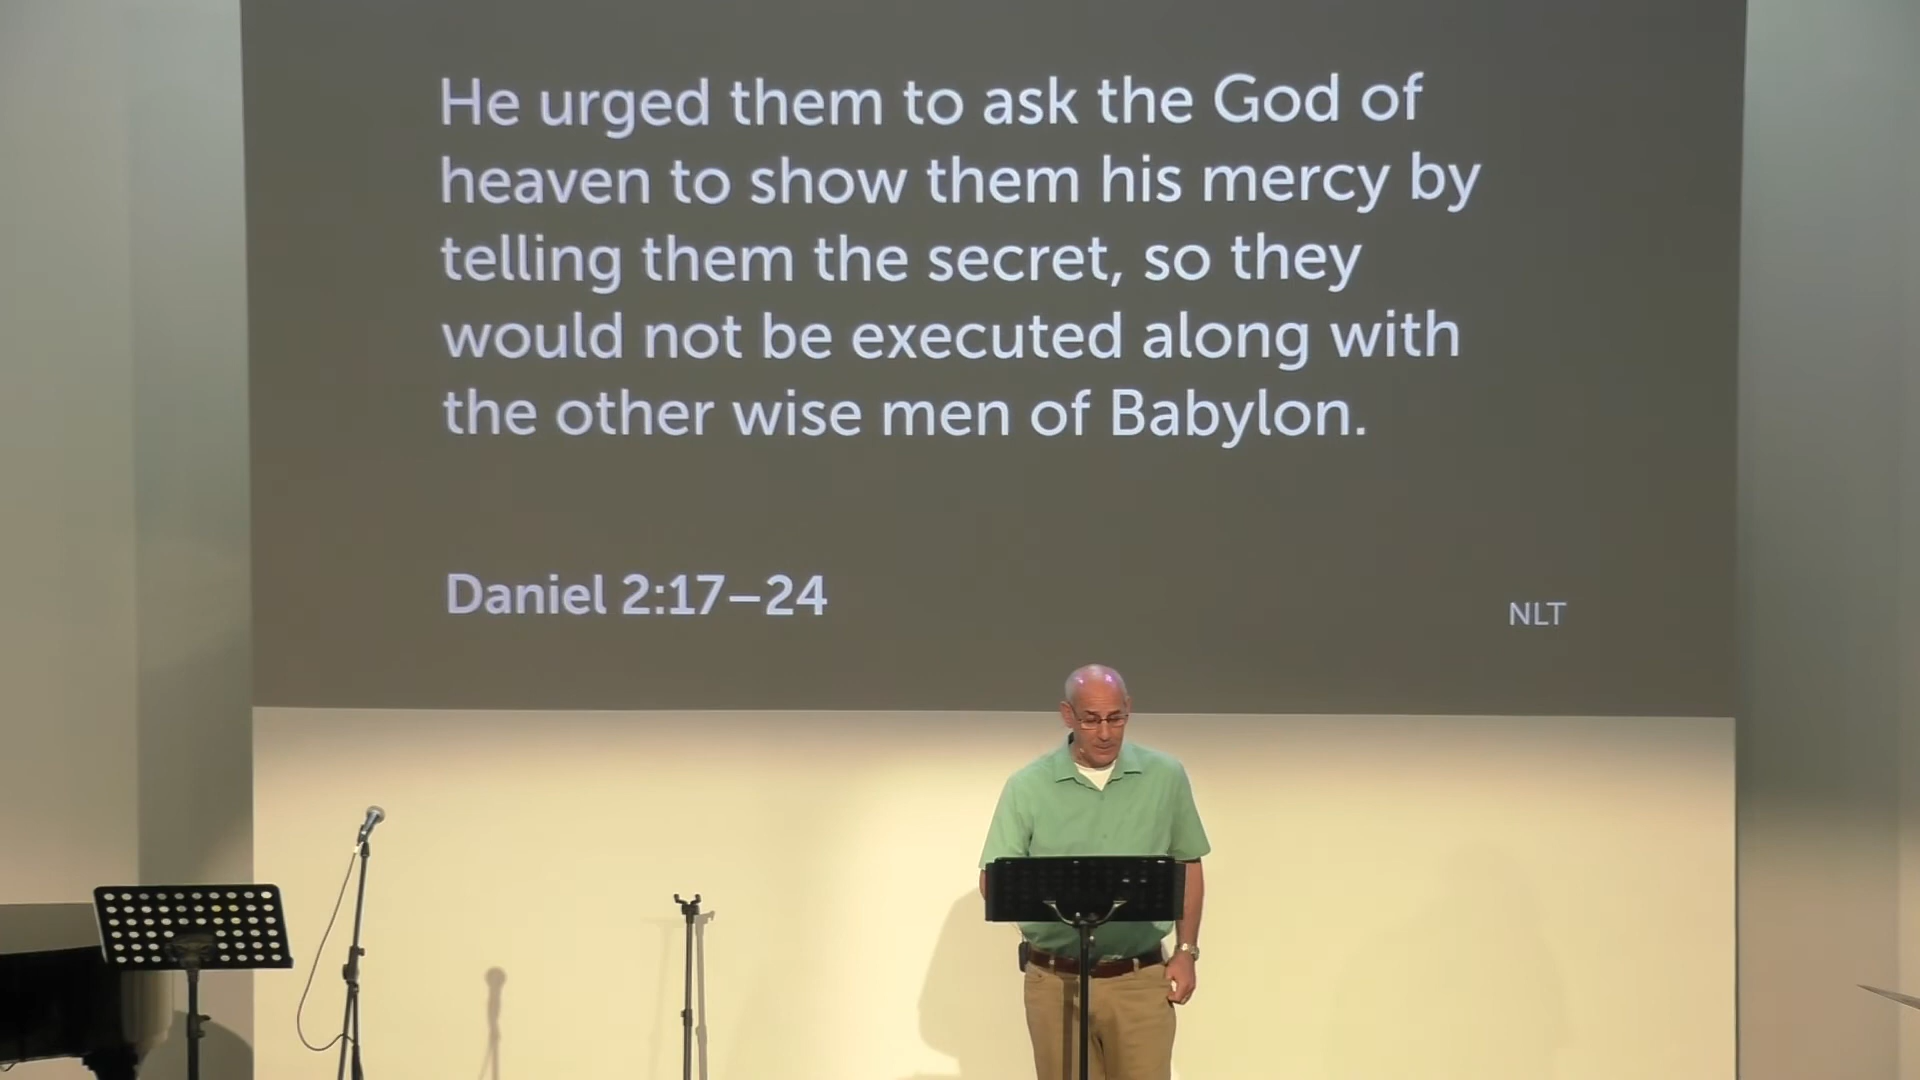 He urged them to ask the God of
heaven to show them his mercy by
telling them the secret, so they
would not be executed along with
the other wise men of Babylon.
Daniel 2:17–24
NLT